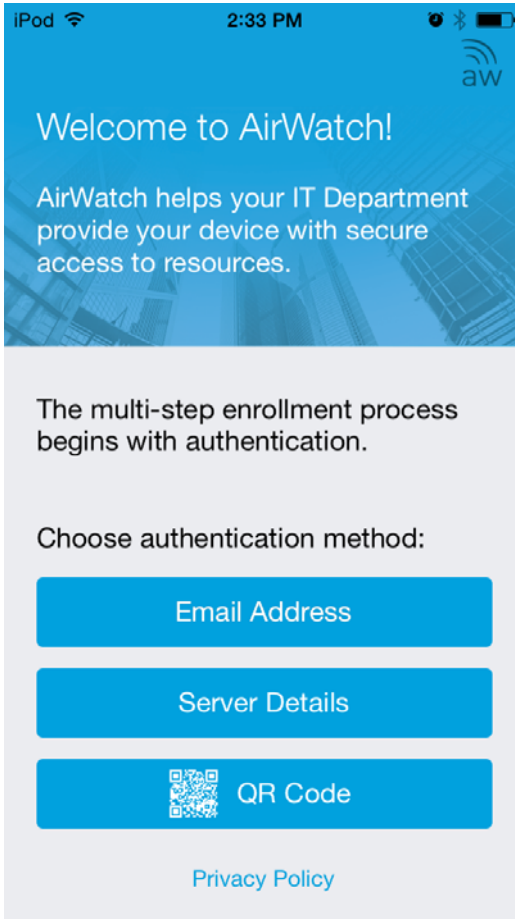 iPod 2:33 PM
aw
Welcome to AirWatch!
AirWatch helps your IT Department
provide your device with secure
access to resources.
The multi-step enrollment process
begins with authentication.
Choose authentication method:
Email Address
Server Details
QR Code
Privacy Policy